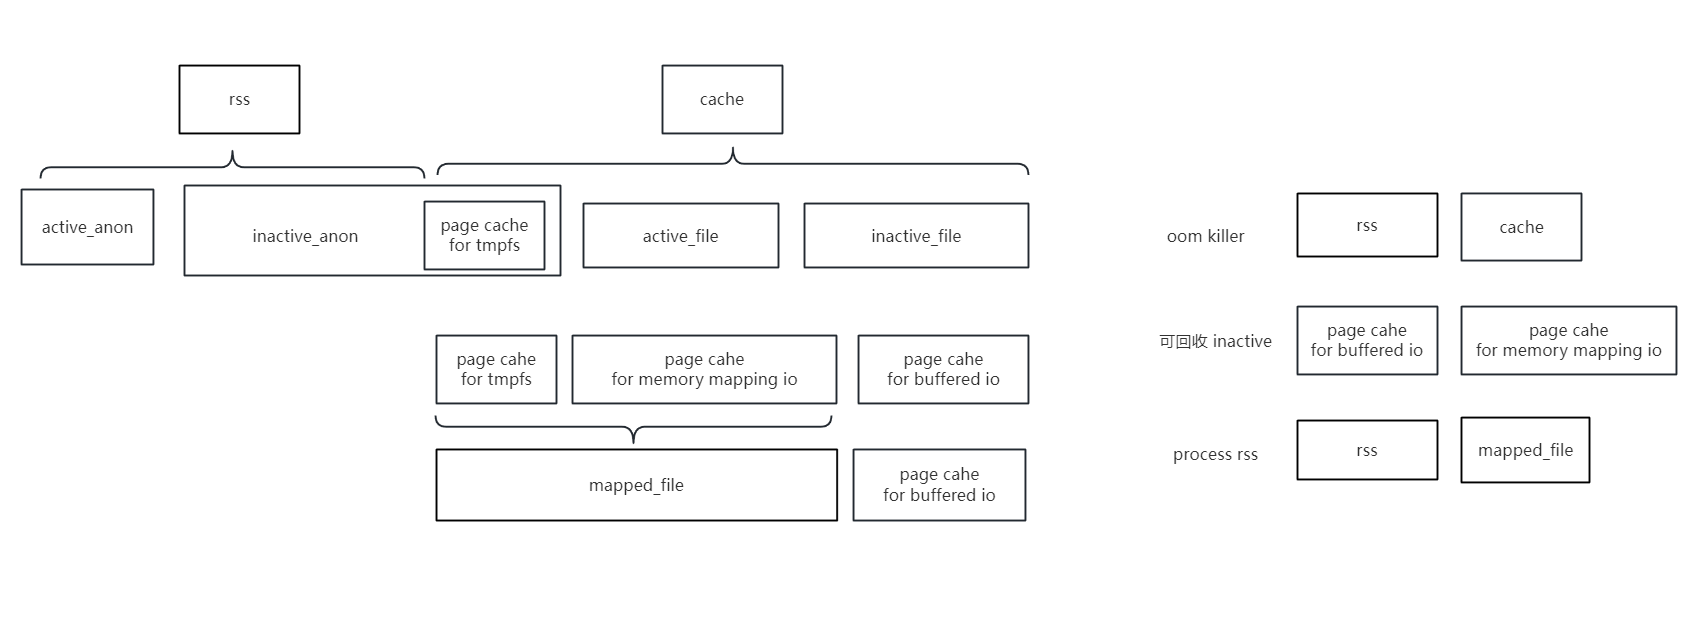 rss
cache
active_anon
inactive_anon
page cache
for tmpfs
active_file
inactive_file
page cahe
for tmpfs
page cahe
for memory mapping io
page cahe
for buffered io
mapped_file
page cahe
for buffered io
oom killer
rss
cache
可回收 inactive
page cahe
for buffered io
page cahe
for memory mapping io
process rss
rss
mapped_file